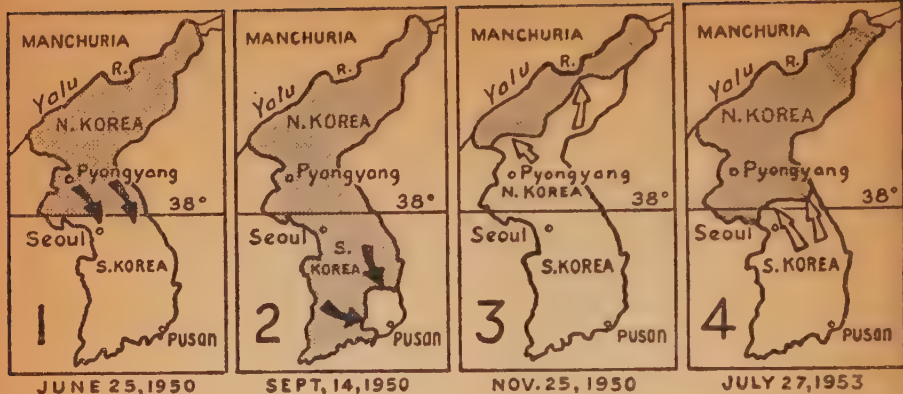 MANCHURIA
Yalu R.
N. KOREA
Pyongyang
38°
Seoul
S. KOREA
1
PUSAN
JUNE 25, 1950
MANCHURIA
Yalu R.
N. KOREA
Pyongyang
38°
Seoul
S.
KOREA
2
PUSAN
SEPT, 14, 1950
MANCHURIA
Yalu R.
Pyongyang
N. KOREA
38°
Seoul
S. KOREA
3
PUSAN
NOV. 25, 1950
MANCHURIA
Yalu R.
N. KOREA
Pyongyang
38°
Seoul
S. KOREA
4
PUSAN
JULY 27, 1953